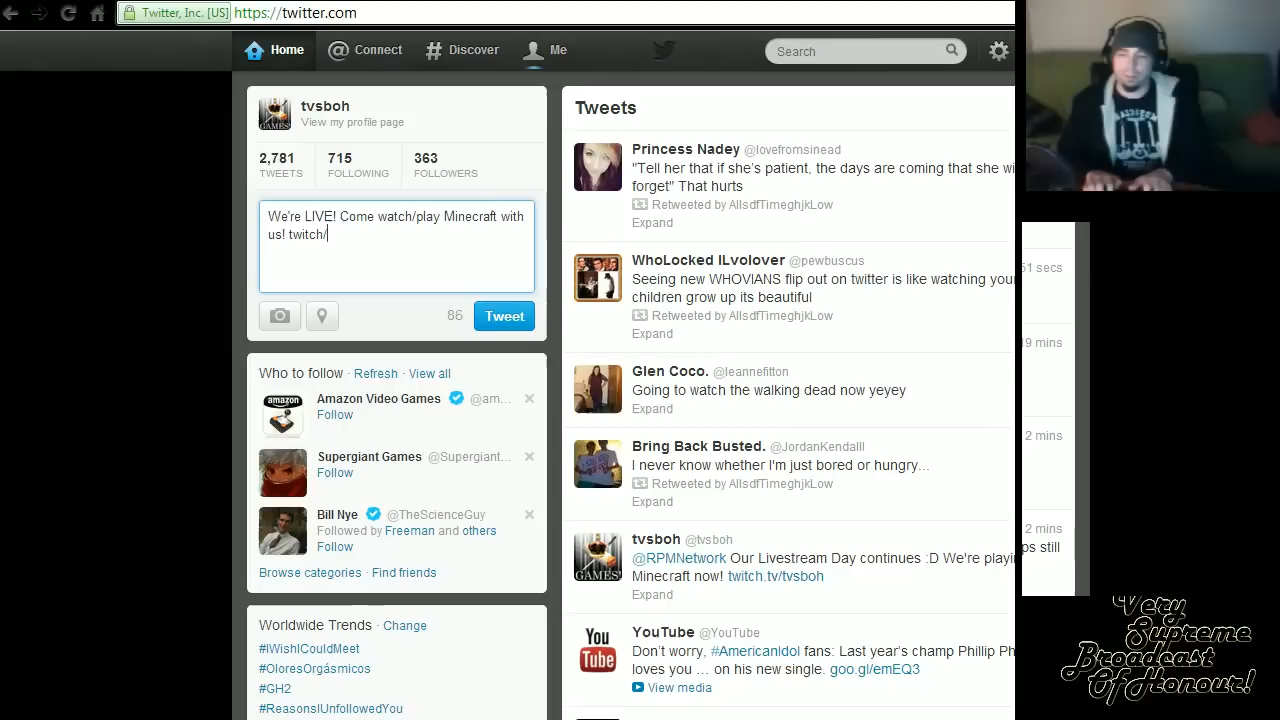 Twitter, Inc. [US] https://twitter.com
Home
Connect
Discover
Me
Search
tvsboh
View my profile page
2,781 715 363
TWEETS FOLLOWING FOLLOWERS
We're LIVE! Come watch/play Minecraft with
us! twitch/
86 Tweet
Who to follow · Refresh · View all
amazon
Amazon Video Games @am...
Follow
Supergiant Games @Supergiant...
Follow
Bill Nye @TheScienceGuy
Followed by Freeman and others
Follow
Browse categories · Find friends
Worldwide Trends · Change
#IWishICouldMeet
#OloresOrgásmicos
#GH2
#ReasonsIUnfollowedYou
Tweets
Princess Nadey @lovefromsinead
"Tell her that if she's patient, the days are coming that she wi
forget" That hurts
Retweeted by AllsdfTimeghjkLow
Expand
WhoLocked ILvolover @pewbuscus
Seeing new WHOVIANS flip out on twitter is like watching your
children grow up its beautiful
Retweeted by AllsdfTimeghjkLow
Expand
Glen Coco. @leannefitton
Going to watch the walking dead now yeyey
Expand
Bring Back Busted. @JordanKendalll
I never know whether I'm just bored or hungry...
Retweeted by AllsdfTimeghjkLow
Expand
GAMES!
tvsboh @tvsboh
@RPMNetwork Our Livestream Day continues :D We're playi
Minecraft now! twitch.tv/tvsboh
Expand
You
Tube
YouTube @YouTube
Don't worry, #AmericanIdol fans: Last year's champ Phillip Ph
loves you … on his new single. goo.gl/emEQ3
View media
51 secs
9 mins
2 mins
2 mins
ps still
Very
Supreme
Broadcast
Of Honour!